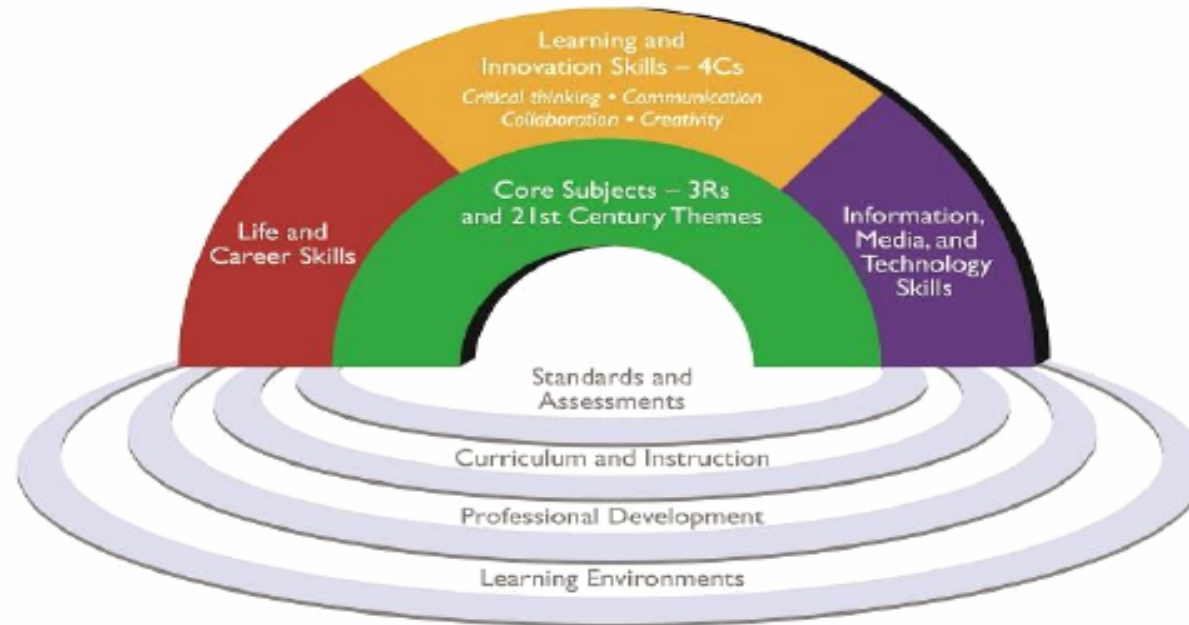 Learning and
Innovation Skills – 4Cs
Critical thinking • Communication
Collaboration • Creativity
Core Subjects – 3Rs
and 21st Century Themes
Life and
Career Skills
Information,
Media, and
Technology
Skills
Standards and
Assessments
Curriculum and Instruction
Professional Development
Learning Environments